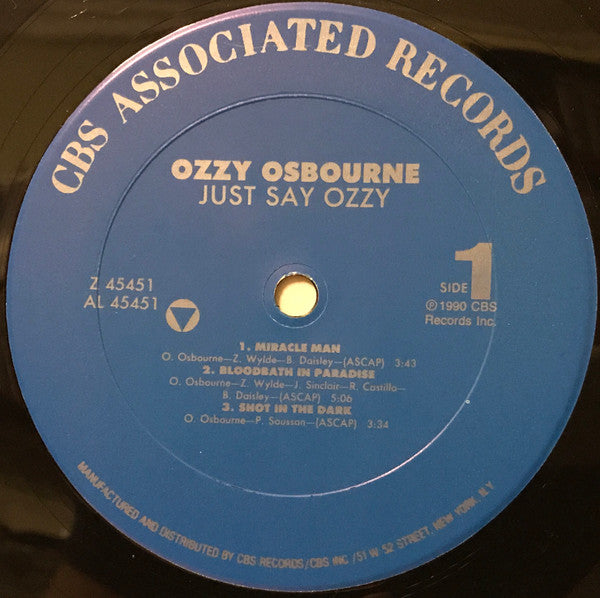 CBS ASSOCIATED RECORDS
OZZY OSBOURNE
JUST SAY OZZY
Z 45451
AL 45451
SIDE 1
℗ 1990 CBS
Records Inc.
1. MIRACLE MAN
O. Osbourne—Z. Wylde—B. Daisley—(ASCAP) 3:43
2. BLOODBATH IN PARADISE
O. Osbourne—Z. Wylde—J. Sinclair—R. Castillo—
B. Daisley—(ASCAP) 5:06
3. SHOT IN THE DARK
O. Osbourne—P. Sousson—(ASCAP) 3:34
MANUFACTURED AND DISTRIBUTED BY CBS RECORDS/CBS INC./51 W. 52 STREET, NEW YORK, N.Y.